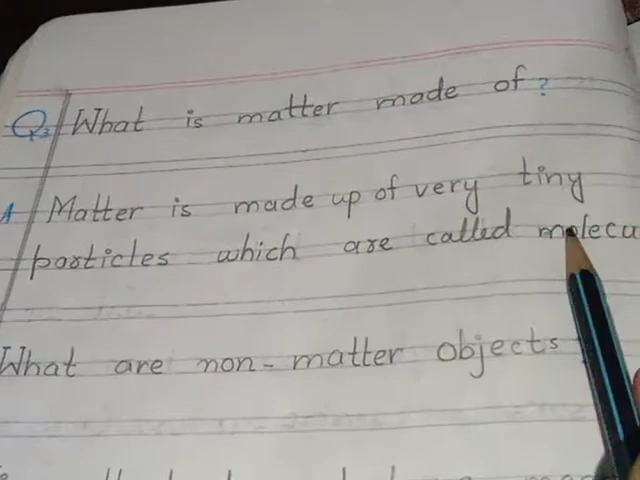 Q. What is matter made of?
A Matter is made up of very tiny
particles which are called molecu
What are non-matter objects